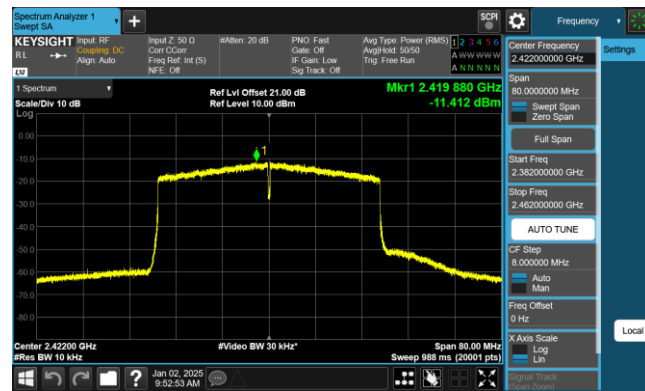 Spectrum Analyzer 1
Swept SA
SCPI
Frequency
KEYSIGHT
RL
LXI
Input: RF
Coupling: DC
Align: Auto
Input Z: 50 Ω
Corr CCorr
Freq Ref: Int (S)
NFE: Off
#Atten: 20 dB
PNO: Fast
Gate: Off
IF Gain: Low
Sig Track: Off
Avg Type: Power (RMS)
Avg|Hold: 50/50
Trig: Free Run
1 2 3 4 5 6
A W W W W W
A N N N N N
1 Spectrum
Scale/Div 10 dB
Log
Ref Lvl Offset 21.00 dB
Ref Level 10.00 dBm
Mkr1 2.419 880 GHz
-11.412 dBm
0.00
-10.0
-20.0
-30.0
-40.0
-50.0
-60.0
-70.0
-80.0
1
Center 2.42200 GHz
#Res BW 10 kHz
#Video BW 30 kHz*
Span 80.00 MHz
Sweep 988 ms (20001 pts)
Jan 02, 2025
9:52:53 AM
Center Frequency
2.422000000 GHz
Span
80.0000000 MHz
Swept Span
Zero Span
Full Span
Start Freq
2.382000000 GHz
Stop Freq
2.462000000 GHz
AUTO TUNE
CF Step
8.000000 MHz
Auto
Man
Freq Offset
0 Hz
X Axis Scale
Log
Lin
Signal Track
(Span Zoom)
Settings
Local